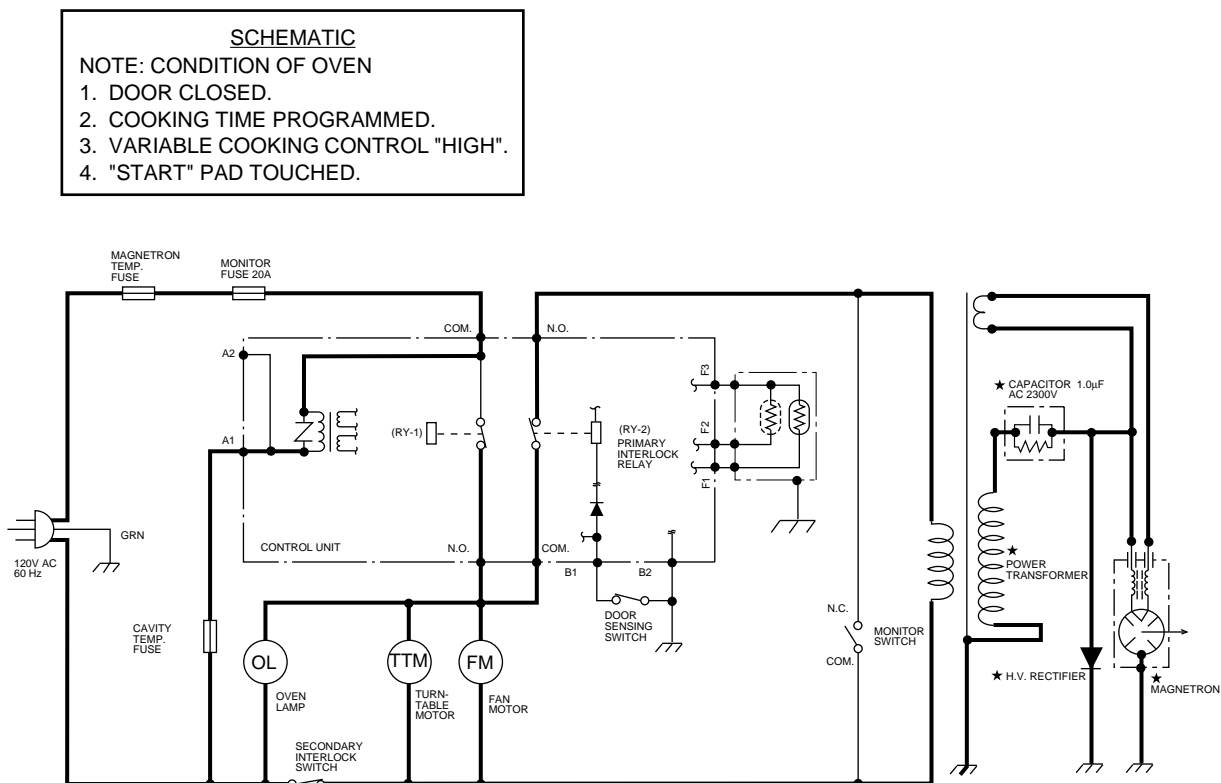 SCHEMATIC
NOTE: CONDITION OF OVEN
1. DOOR CLOSED.
2. COOKING TIME PROGRAMMED.
3. VARIABLE COOKING CONTROL "HIGH".
4. "START" PAD TOUCHED.
MAGNETRON
TEMP.
FUSE
MONITOR
FUSE 20A
COM.
N.O.
A2
A1
(RY-1)
(RY-2)
PRIMARY
INTERLOCK
RELAY
F3
F2
F1
★ CAPACITOR 1.0µF
AC 2300V
GRN
120V AC
60 Hz
CONTROL UNIT
N.O.
COM.
B1
B2
★
POWER
TRANSFORMER
CAVITY
TEMP.
FUSE
DOOR
SENSING
SWITCH
N.C.
MONITOR
SWITCH
COM.
OL
TTM
FM
OVEN
LAMP
TURN-
TABLE
MOTOR
FAN
MOTOR
★ H.V. RECTIFIER
★
MAGNETRON
SECONDARY
INTERLOCK
SWITCH